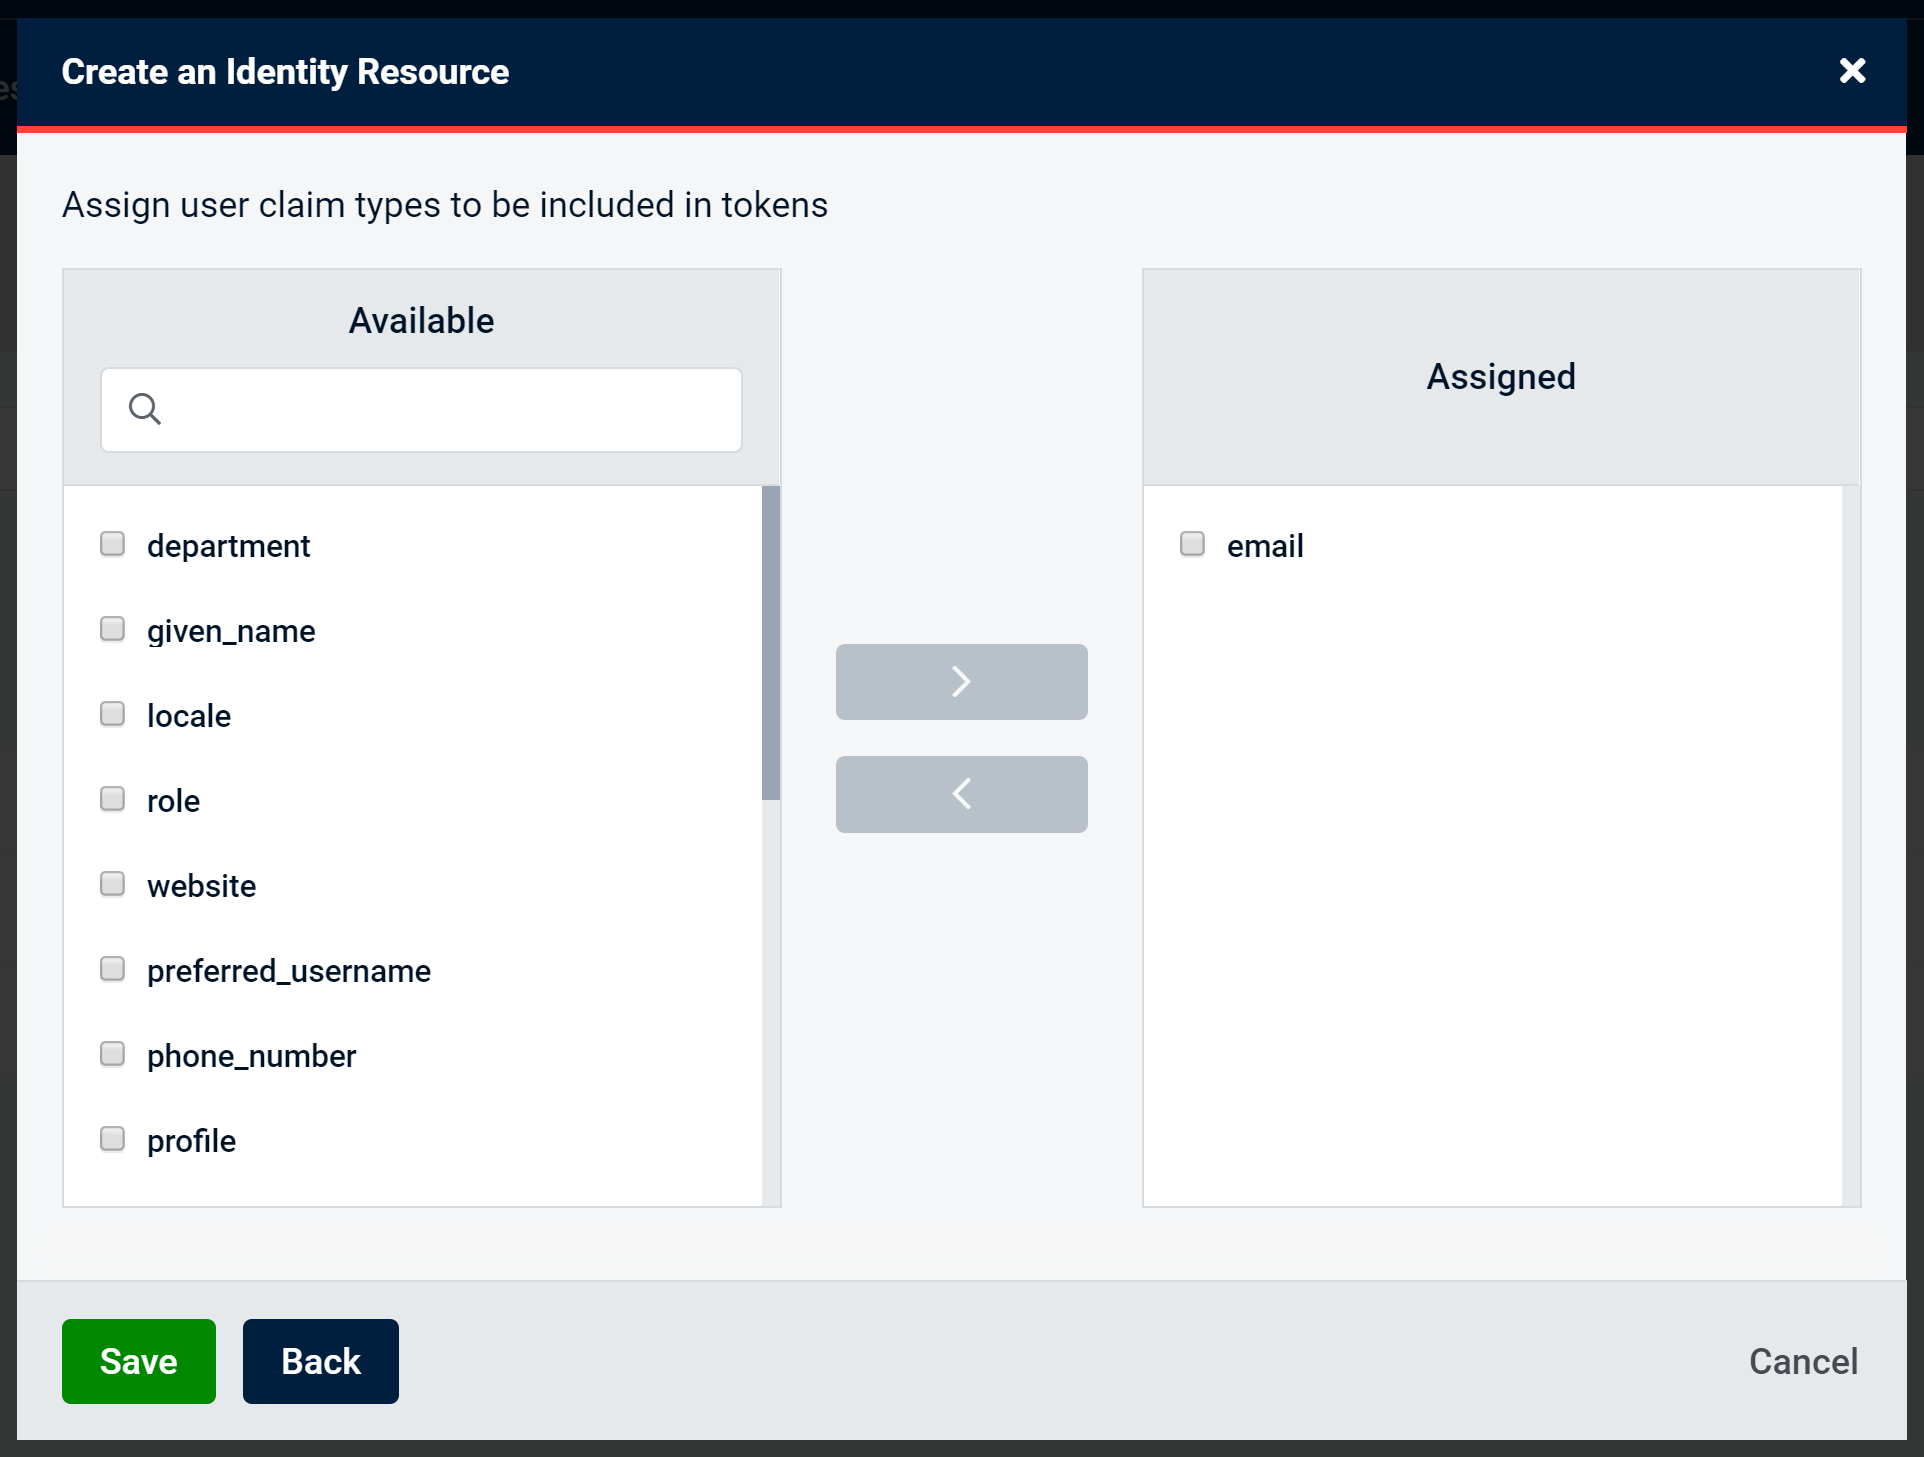 Create an Identity Resource
es
Assign user claim types to be included in tokens
Available
Assigned
department
given_name
locale
role
website
preferred_username
phone_number
profile
email
Save
Back
Cancel